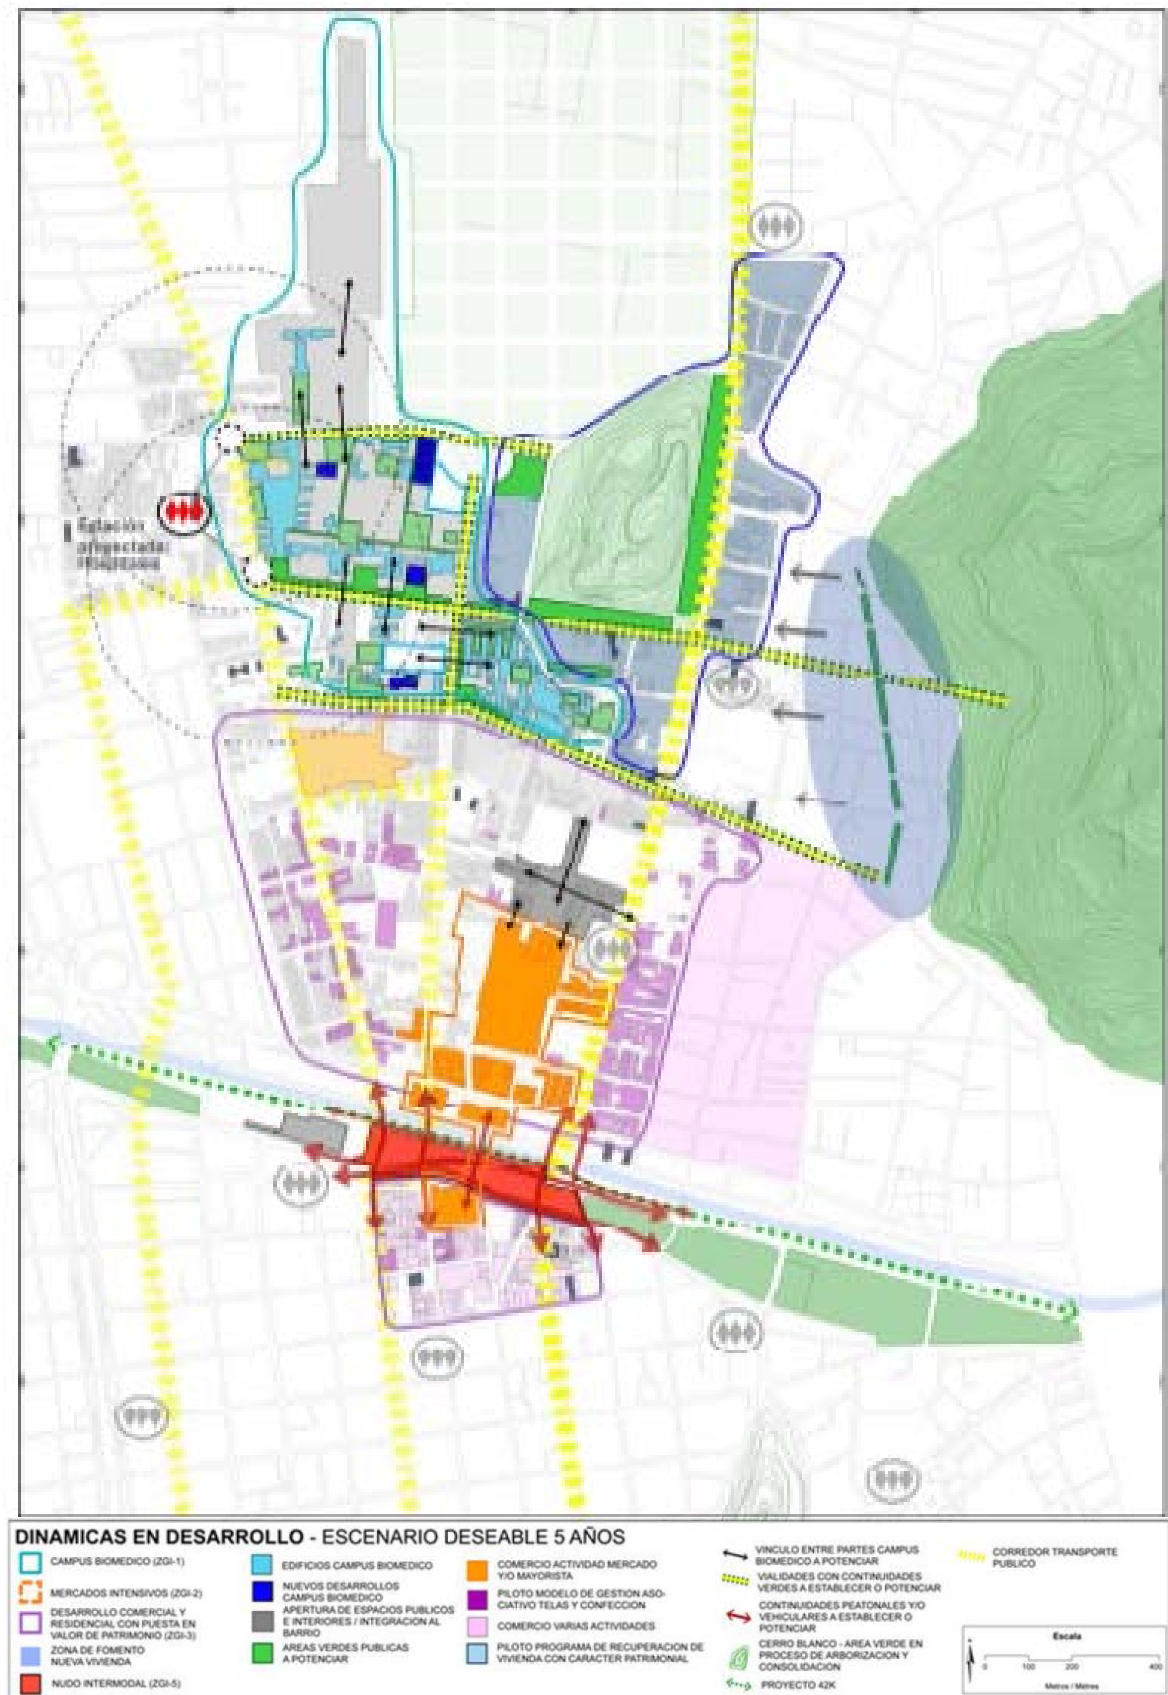 Estación
proyectada:
Hospitales
DINAMICAS EN DESARROLLO - ESCENARIO DESEABLE 5 AÑOS
CAMPUS BIOMEDICO (ZGI-1)
MERCADOS INTENSIVOS (ZGI-2)
DESARROLLO COMERCIAL Y
RESIDENCIAL CON PUESTA EN
VALOR DE PATRIMONIO (ZGI-3)
ZONA DE FOMENTO
NUEVA VIVIENDA
NUDO INTERMODAL (ZGI-5)
EDIFICIOS CAMPUS BIOMEDICO
NUEVOS DESARROLLOS
CAMPUS BIOMEDICO
APERTURA DE ESPACIOS PUBLICOS
E INTERIORES / INTEGRACION AL
BARRIO
AREAS VERDES PUBLICAS
A POTENCIAR
COMERCIO ACTIVIDAD MERCADO
Y/O MAYORISTA
PILOTO MODELO DE GESTION ASO-
CIATIVO TELAS Y CONFECCION
COMERCIO VARIAS ACTIVIDADES
PILOTO PROGRAMA DE RECUPERACION DE
VIVIENDA CON CARACTER PATRIMONIAL
VINCULO ENTRE PARTES CAMPUS
BIOMEDICO A POTENCIAR
VIALIDADES CON CONTINUIDADES
VERDES A ESTABLECER O POTENCIAR
CONTINUIDADES PEATONALES Y/O
VEHICULARES A ESTABLECER O
POTENCIAR
CERRO BLANCO - AREA VERDE EN
PROCESO DE ARBORIZACION Y
CONSOLIDACION
PROYECTO 42K
CORREDOR TRANSPORTE
PUBLICO
Escala
0 100 200 400
Metros / Metres